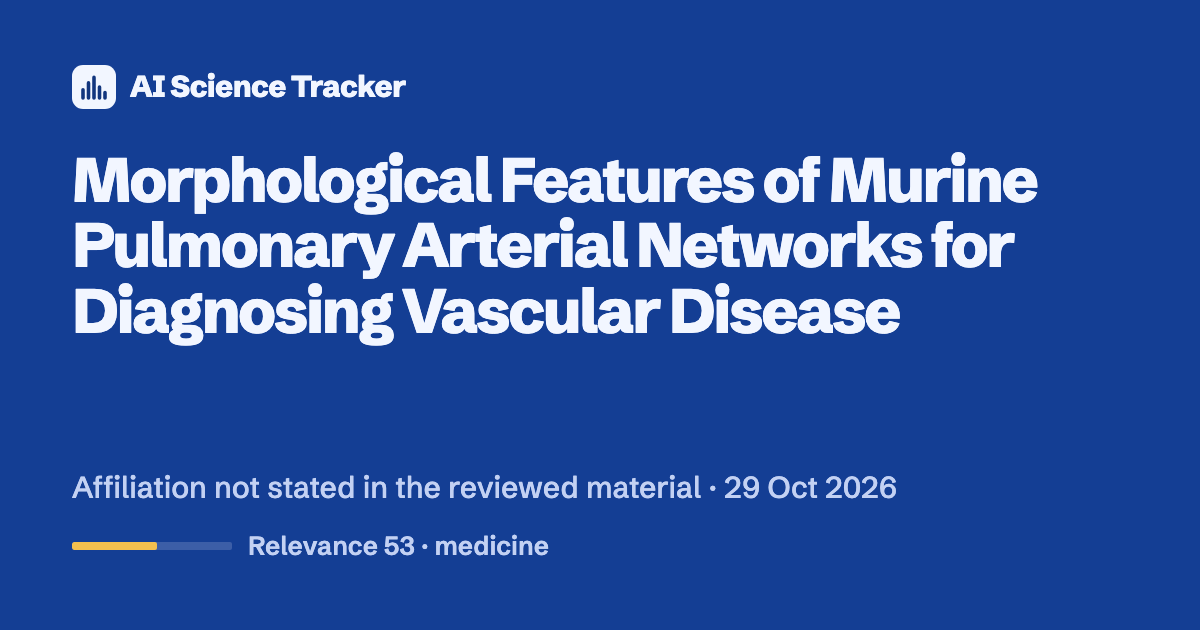 AI Science Tracker
Morphological Features of Murine
Pulmonary Arterial Networks for
Diagnosing Vascular Disease
Affiliation not stated in the reviewed material · 29 Oct 2026
Relevance 53 · medicine